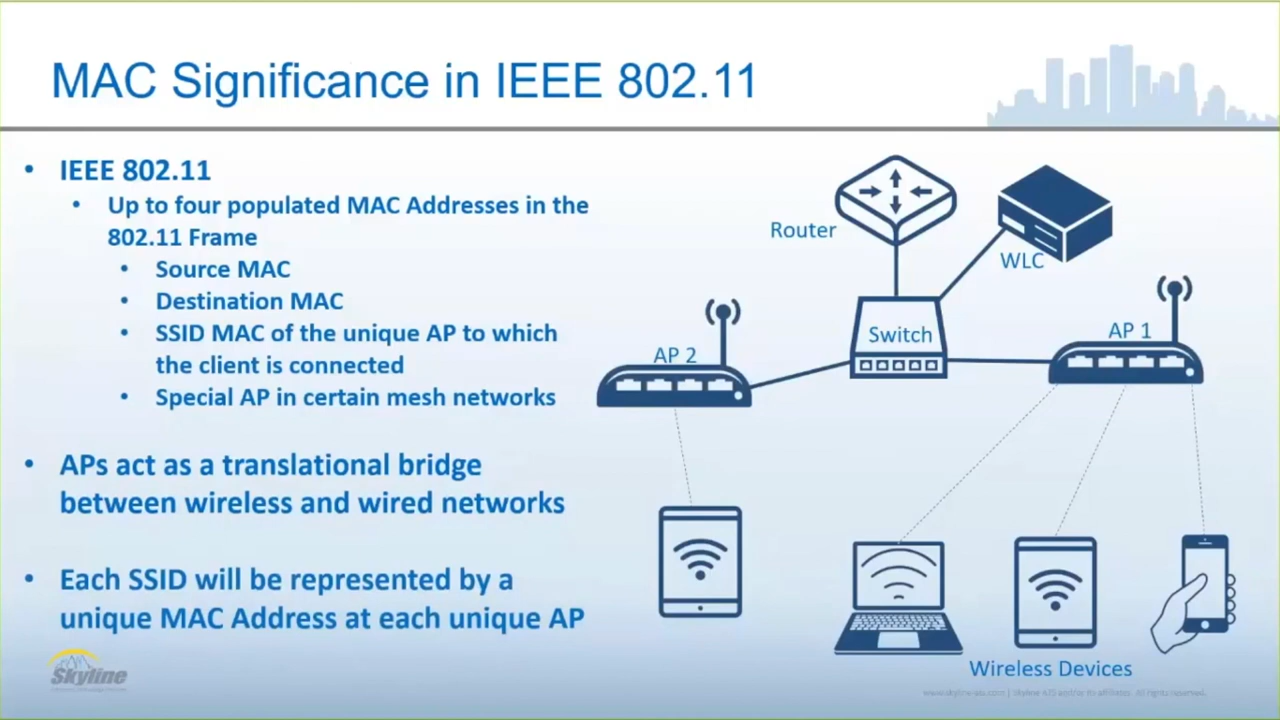 MAC Significance in IEEE 802.11
• IEEE 802.11
• Up to four populated MAC Addresses in the
802.11 Frame
• Source MAC
• Destination MAC
• SSID MAC of the unique AP to which
the client is connected
• Special AP in certain mesh networks
• APs act as a translational bridge
between wireless and wired networks
• Each SSID will be represented by a
unique MAC Address at each unique AP
Router
WLC
Switch
AP 2
AP 1
Wireless Devices
Skyline
All rights reserved.